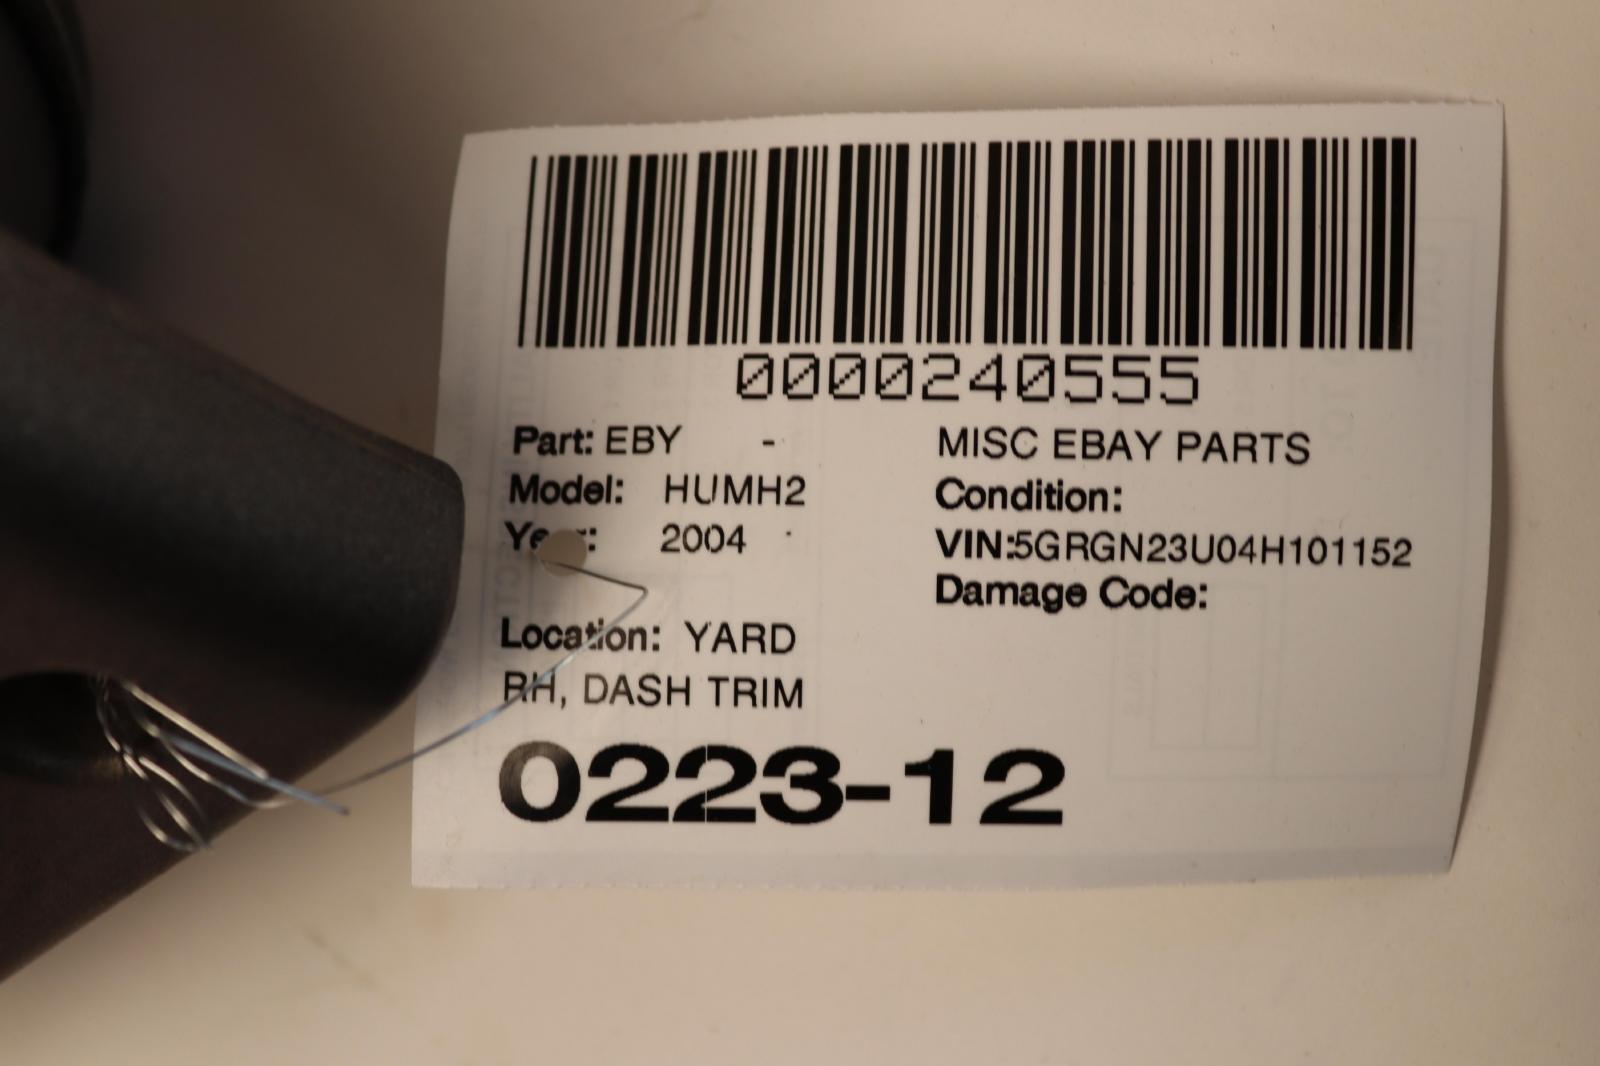 0000240555
Part: EBY - MISC EBAY PARTS
Model: HUMH2 Condition:
Year: 2004 VIN:5GRGN23U04H101152
Damage Code:
Location: YARD
RH, DASH TRIM
0223-12